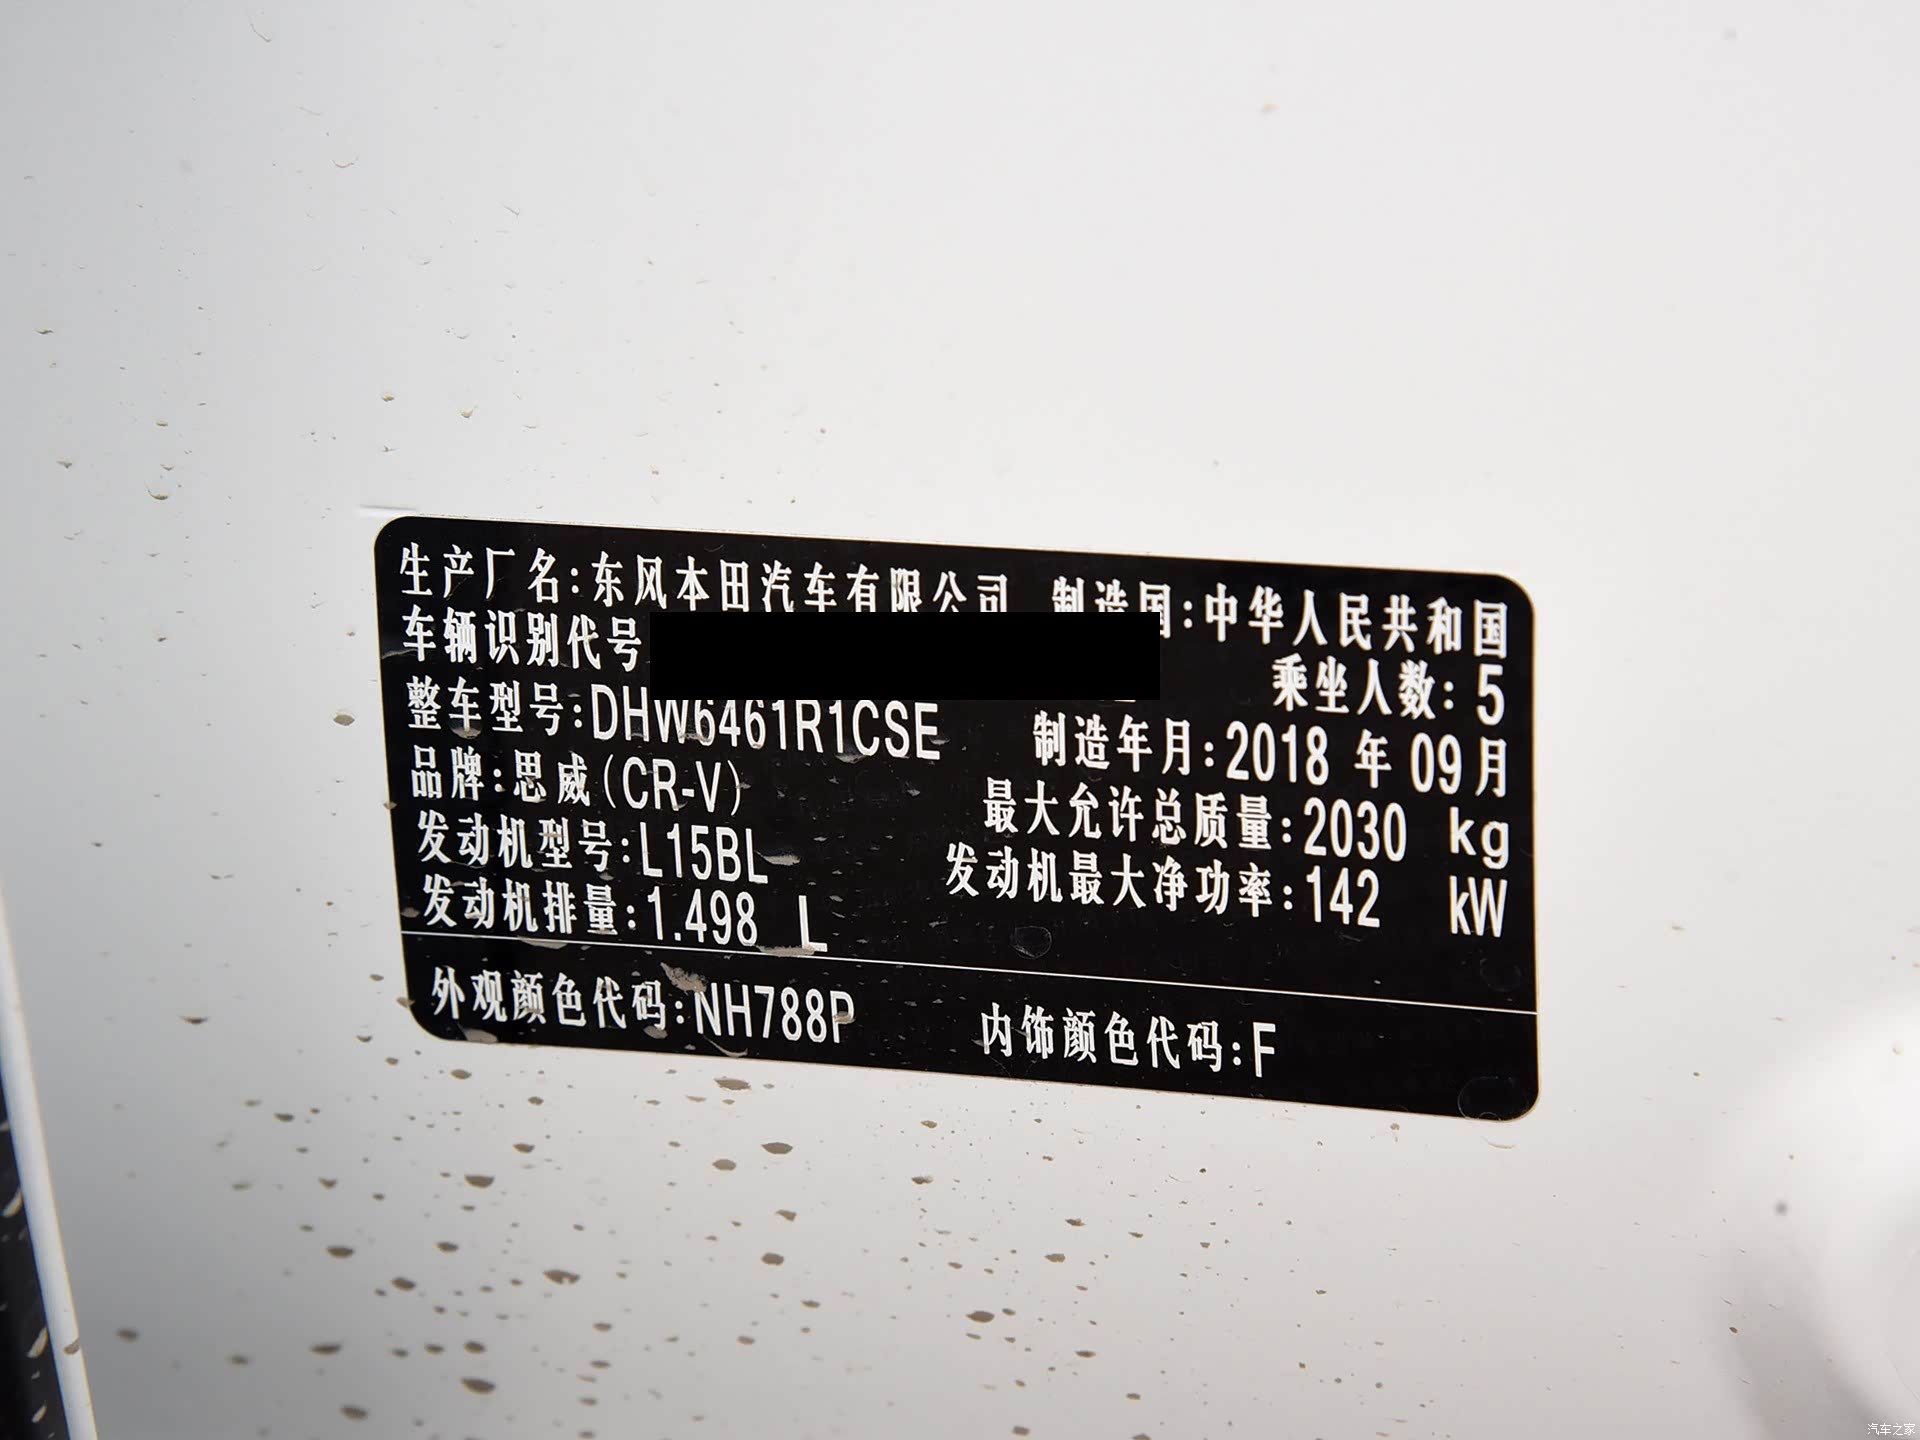 生产厂名:东风本田汽车有限公司 制造国:中华人民共和国
车辆识别代号
乘坐人数:5
整车型号:DHW6461R1CSE 制造年月:2018年09月
品牌:思威(CR-V) 最大允许总质量:2030 kg
发动机型号:L15BL 发动机最大净功率:142 kW
发动机排量:1.498 L
外观颜色代码:NH788P 内饰颜色代码:F
汽车之家